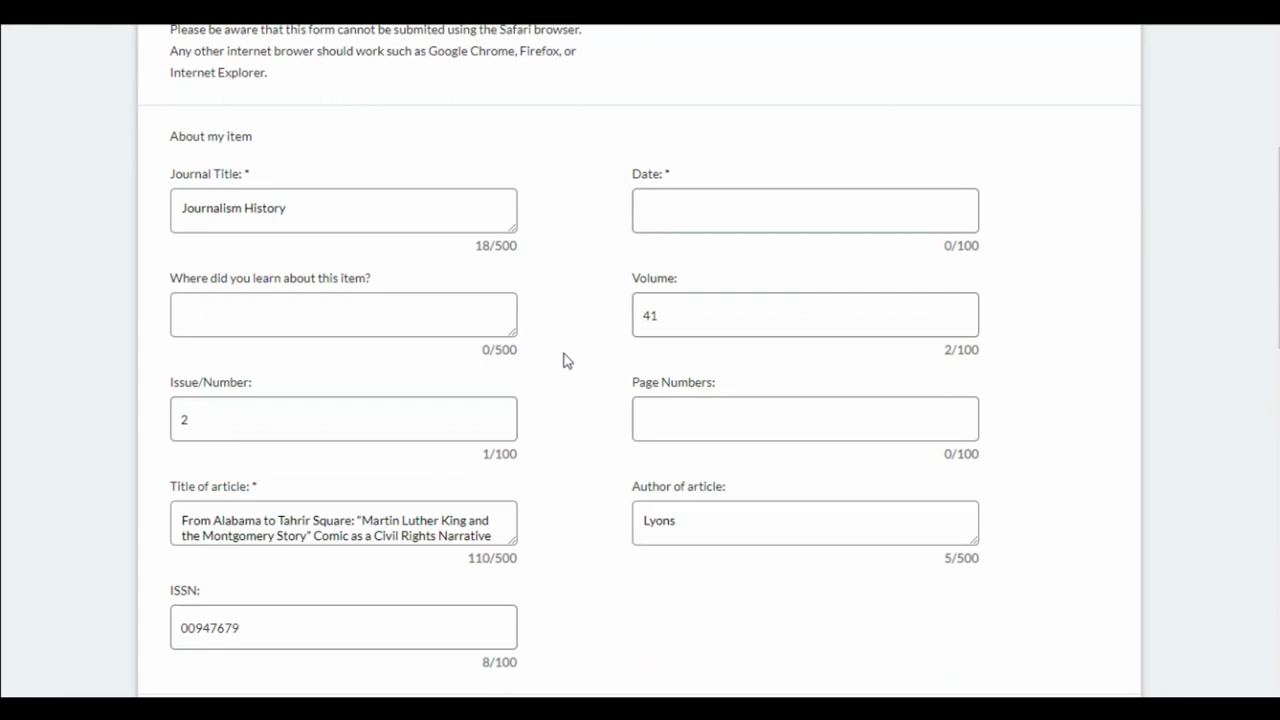 Please be aware that this form cannot be submited using the Safari browser.
Any other internet brower should work such as Google Chrome, Firefox, or
Internet Explorer.
About my item
Journal Title: *
Journalism History
18/500
Date: *
0/100
Where did you learn about this item?
0/500
Volume:
41
2/100
Issue/Number:
2
1/100
Page Numbers:
0/100
Title of article: *
From Alabama to Tahrir Square: “Martin Luther King and
the Montgomery Story” Comic as a Civil Rights Narrative
110/500
Author of article:
Lyons
5/500
ISSN:
00947679
8/100